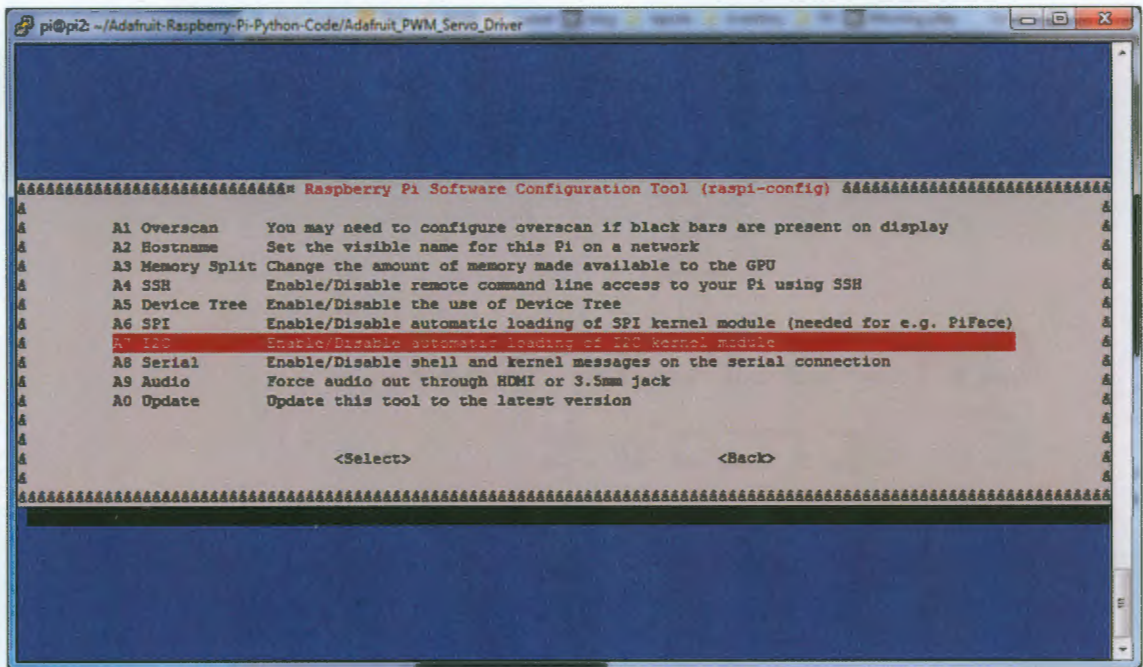 pi@pi2: ~/Adafruit-Raspberry-Pi-Python-Code/Adafruit_PWM_Servo_Driver
Raspberry Pi Software Configuration Tool (raspi-config)
A1 Overscan You may need to configure overscan if black bars are present on display
A2 Hostname Set the visible name for this Pi on a network
A3 Memory Split Change the amount of memory made available to the GPU
A4 SSH Enable/Disable remote command line access to your Pi using SSH
A5 Device Tree Enable/Disable the use of Device Tree
A6 SPI Enable/Disable automatic loading of SPI kernel module (needed for e.g. PiFace)
A7 I2C Enable/Disable automatic loading of I2C kernel module
A8 Serial Enable/Disable shell and kernel messages on the serial connection
A9 Audio Force audio out through HDMI or 3.5mm jack
A0 Update Update this tool to the latest version
<Select> <Back>